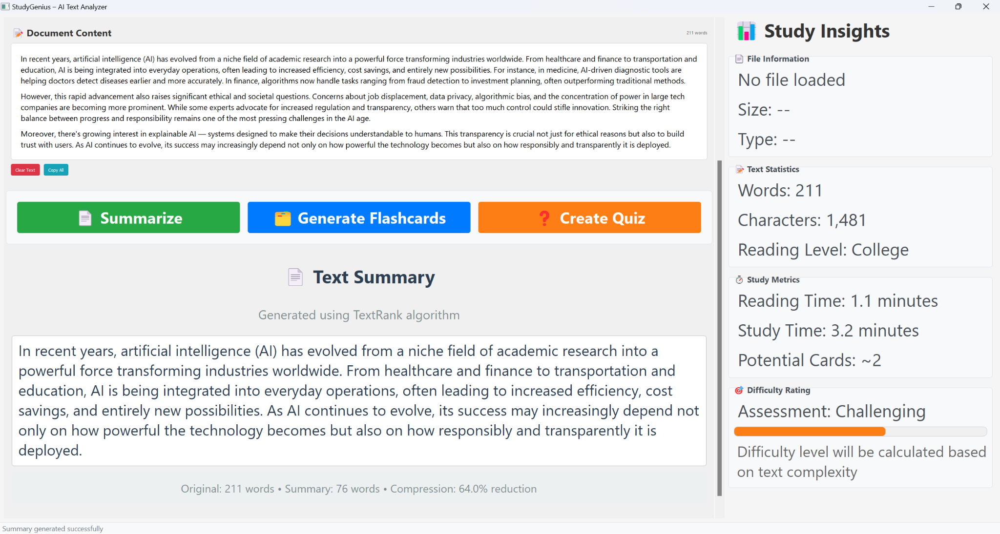 StudyGenius – AI Text Analyzer
Document Content
211 words
In recent years, artificial intelligence (AI) has evolved from a niche field of academic research into a powerful force transforming industries worldwide. From healthcare and finance to transportation and
education, AI is being integrated into everyday operations, often leading to increased efficiency, cost savings, and entirely new possibilities. For instance, in medicine, AI-driven diagnostic tools are
helping doctors detect diseases earlier and more accurately. In finance, algorithms now handle tasks ranging from fraud detection to investment planning, often outperforming traditional methods.
However, this rapid advancement also raises significant ethical and societal questions. Concerns about job displacement, data privacy, algorithmic bias, and the concentration of power in large tech
companies are becoming more prominent. While some experts advocate for increased regulation and transparency, others warn that too much control could stifle innovation. Striking the right
balance between progress and responsibility remains one of the most pressing challenges in the AI age.
Moreover, there's growing interest in explainable AI — systems designed to make their decisions understandable to humans. This transparency is crucial not just for ethical reasons but also to build
trust with users. As AI continues to evolve, its success may increasingly depend not only on how powerful the technology becomes but also on how responsibly and transparently it is deployed.
Clear Text
Copy All
Summarize
Generate Flashcards
Create Quiz
Text Summary
Generated using TextRank algorithm
In recent years, artificial intelligence (AI) has evolved from a niche field of academic research into a
powerful force transforming industries worldwide. From healthcare and finance to transportation and
education, AI is being integrated into everyday operations, often leading to increased efficiency, cost
savings, and entirely new possibilities. As AI continues to evolve, its success may increasingly depend not
only on how powerful the technology becomes but also on how responsibly and transparently it is
deployed.
Original: 211 words • Summary: 76 words • Compression: 64.0% reduction
Study Insights
File Information
No file loaded
Size: --
Type: --
Text Statistics
Words: 211
Characters: 1,481
Reading Level: College
Study Metrics
Reading Time: 1.1 minutes
Study Time: 3.2 minutes
Potential Cards: ~2
Difficulty Rating
Assessment: Challenging
Difficulty level will be calculated based
on text complexity
Summary generated successfully